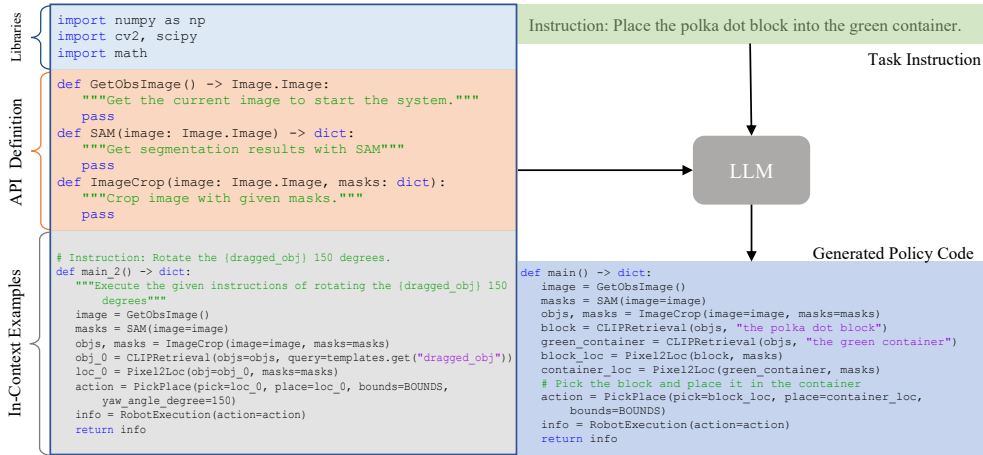 Libraries
import numpy as np
import cv2, scipy
import math
API Definition
def GetObsImage() -> Image.Image:
"""Get the current image to start the system."""
pass
def SAM(image: Image.Image) -> dict:
"""Get segmentation results with SAM"""
pass
def ImageCrop(image: Image.Image, masks: dict):
"""Crop image with given masks."""
pass
In-Context Examples
# Instruction: Rotate the {dragged_obj} 150 degrees.
def main_2() -> dict:
"""Execute the given instructions of rotating the {dragged_obj} 150
degrees"""
image = GetObsImage()
masks = SAM(image=image)
objs, masks = ImageCrop(image=image, masks=masks)
obj_0 = CLIPRetrieval(objs=objs, query=templates.get("dragged_obj"))
loc_0 = Pixel2Loc(obj=obj_0, masks=masks)
action = PickPlace(pick=loc_0, place=loc_0, bounds=BOUNDS,
yaw_angle_degree=150)
info = RobotExecution(action=action)
return info
Instruction: Place the polka dot block into the green container.
Task Instruction
LLM
Generated Policy Code
def main() -> dict:
image = GetObsImage()
masks = SAM(image=image)
objs, masks = ImageCrop(image=image, masks=masks)
block = CLIPRetrieval(objs, "the polka dot block")
green_container = CLIPRetrieval(objs, "the green container")
block_loc = Pixel2Loc(block, masks)
container_loc = Pixel2Loc(green_container, masks)
# Pick the block and place it in the container
action = PickPlace(pick=block_loc, place=container_loc,
bounds=BOUNDS)
info = RobotExecution(action=action)
return info